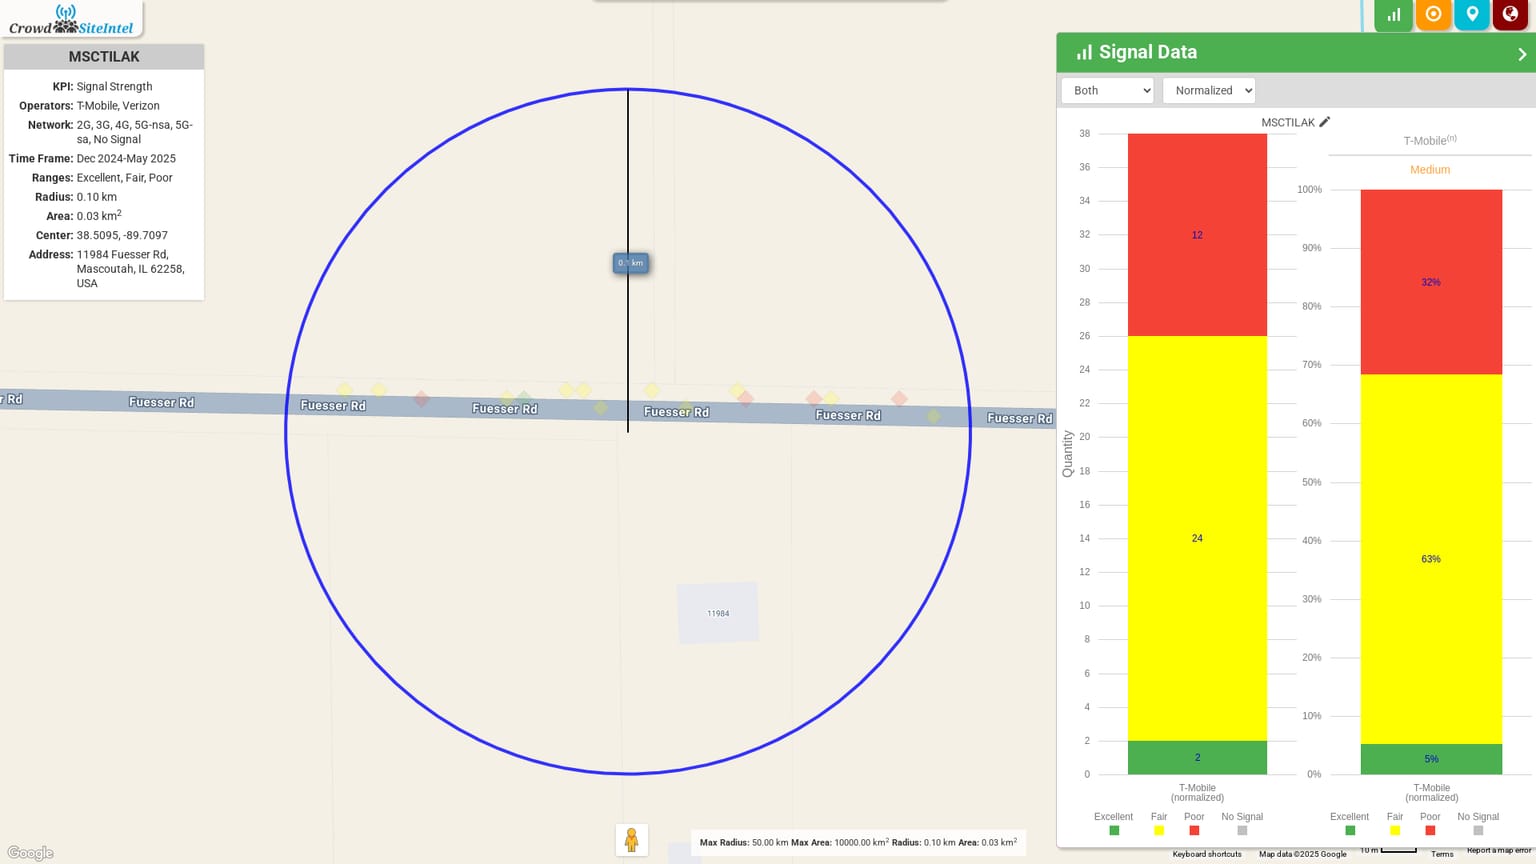 CrowdSiteIntel
MSCTILAK
KPI: Signal Strength
Operators: T-Mobile, Verizon
Network: 2G, 3G, 4G, 5G-nsa, 5G-
sa, No Signal
Time Frame: Dec 2024-May 2025
Ranges: Excellent, Fair, Poor
Radius: 0.10 km
Area: 0.03 km²
Center: 38.5095, -89.7097
Address: 11984 Fuesser Rd,
Mascoutah, IL 62258,
USA
0.1 km
r Rd
Fuesser Rd
Fuesser Rd
Fuesser Rd
Fuesser Rd
Fuesser Rd
Fuesser Rd
11984
Google
Max Radius: 50.00 km Max Area: 10000.00 km² Radius: 0.10 km Area: 0.03 km²
Signal Data
Both
Normalized
MSCTILAK
38
36
34
32
30
28
26
24
22
20
18
16
14
12
10
8
6
4
2
0
Quantity
12
24
2
T-Mobile
(normalized)
Excellent Fair Poor No Signal
T-Mobile(n)
Medium
100%
90%
80%
70%
60%
50%
40%
30%
20%
10%
0%
32%
63%
5%
T-Mobile
(normalized)
Excellent Fair Poor No Signal
Keyboard shortcuts
Map data ©2025 Google
10 m
Terms
Report a map error